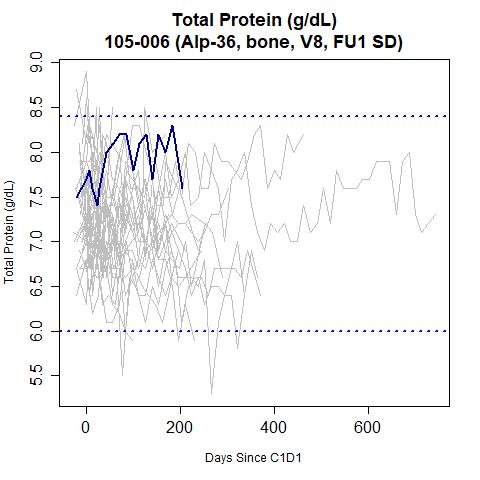 Total Protein (g/dL)
105-006 (Alp-36, bone, V8, FU1 SD)
Total Protein (g/dL)
9.0
8.5
8.0
7.5
7.0
6.5
6.0
5.5
0 200 400 600
Days Since C1D1